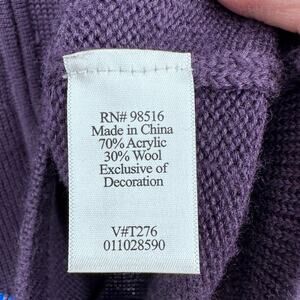 RN# 98516
Made in China
70% Acrylic
30% Wool
Exclusive of
Decoration
V#T276
011028590